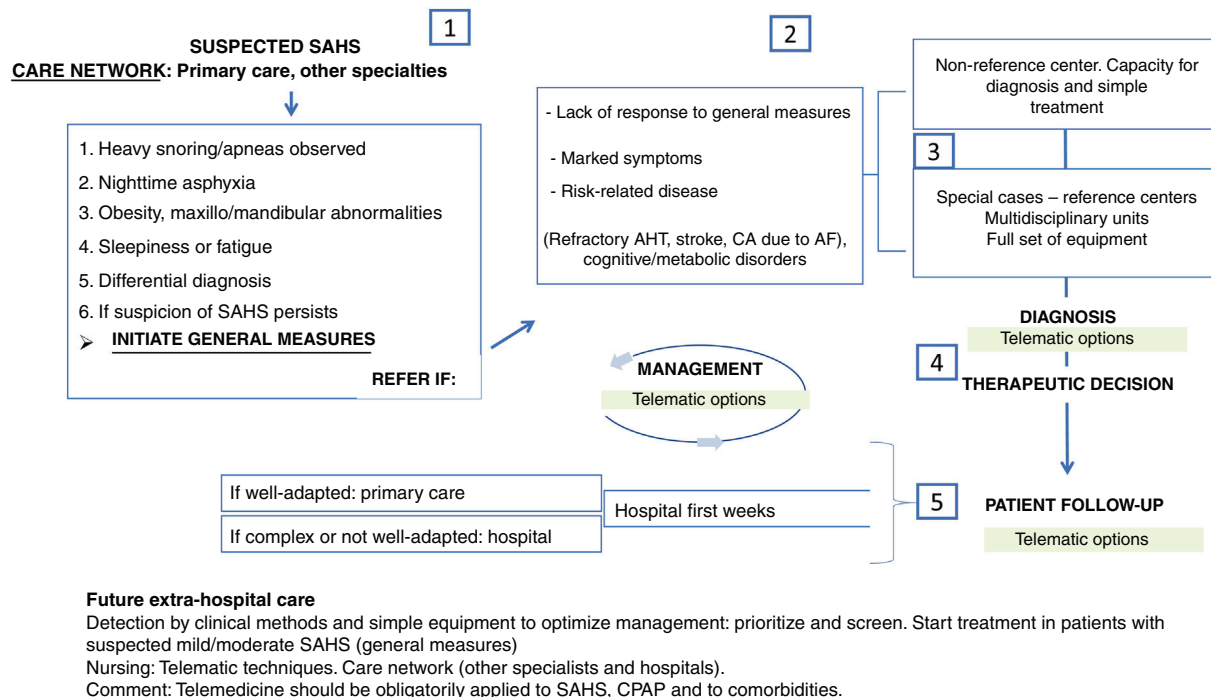 1
SUSPECTED SAHS
CARE NETWORK: Primary care, other specialties
1. Heavy snoring/apneas observed
2. Nighttime asphyxia
3. Obesity, maxillo/mandibular abnormalities
4. Sleepiness or fatigue
5. Differential diagnosis
6. If suspicion of SAHS persists
➢ INITIATE GENERAL MEASURES
REFER IF:
2
- Lack of response to general measures
- Marked symptoms
- Risk-related disease
(Refractory AHT, stroke, CA due to AF),
cognitive/metabolic disorders
Non-reference center. Capacity for
diagnosis and simple
treatment
3
Special cases – reference centers
Multidisciplinary units
Full set of equipment
DIAGNOSIS
Telematic options
4
THERAPEUTIC DECISION
MANAGEMENT
Telematic options
5
PATIENT FOLLOW-UP
Telematic options
Hospital first weeks
If well-adapted: primary care
If complex or not well-adapted: hospital
Future extra-hospital care
Detection by clinical methods and simple equipment to optimize management: prioritize and screen. Start treatment in patients with
suspected mild/moderate SAHS (general measures)
Nursing: Telematic techniques. Care network (other specialists and hospitals).
Comment: Telemedicine should be obligatorily applied to SAHS, CPAP and to comorbidities.